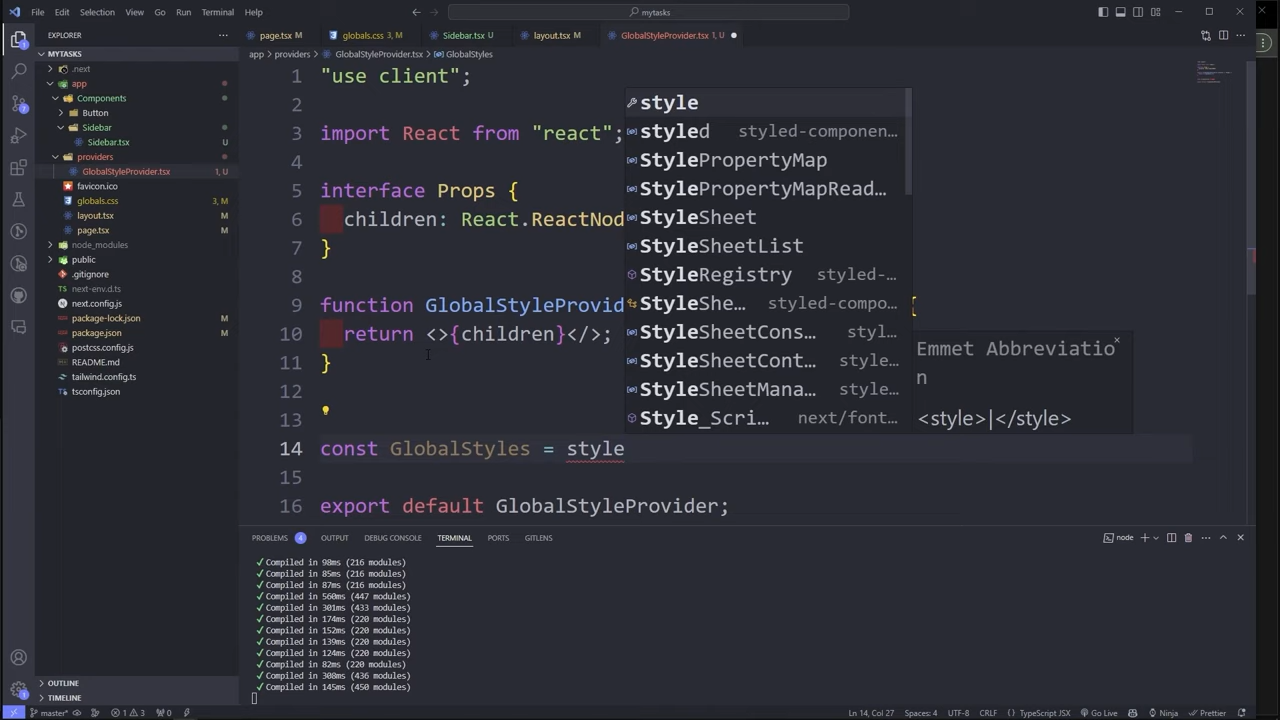 File Edit Selection View Go Run Terminal Help
mytasks
EXPLORER
page.tsx
globals.css 3, M
Sidebar.tsx U
layout.tsx M
GlobalStyleProvider.tsx 1, U
MYTASKS
app > providers > GlobalStyleProvider.tsx > GlobalStyles
.next
app
Components
Button
Sidebar
Sidebar.tsx U
providers
GlobalStyleProvider.tsx 1, U
favicon.ico
globals.css 3, M
layout.tsx M
page.tsx M
node_modules
public
.gitignore
next-env.d.ts
next.config.js
package-lock.json M
package.json M
postcss.config.js
README.md
tailwind.config.ts
tsconfig.json
OUTLINE
TIMELINE
1 "use client";
2
3 import React from "react";
4
5 interface Props {
6 children: React.ReactNod
7 }
8
9 function GlobalStyleProvid {
10 return <>{children}</>;
11 }
12
13
14 const GlobalStyles = style
15
16 export default GlobalStyleProvider;
style
styled styled-componen...
StylePropertyMap
StylePropertyMapRead...
StyleSheet
StyleSheetList
StyleRegistry styled-...
StyleShe... styled-compo...
StyleSheetCons... styl...
StyleSheetCont... style...
StyleSheetMana... style...
Style_Scri... next/font...
Emmet Abbreviatio
n
<style>|</style>
PROBLEMS 4 OUTPUT DEBUG CONSOLE TERMINAL PORTS GITLENS
node
✓ Compiled in 98ms (216 modules)
✓ Compiled in 85ms (216 modules)
✓ Compiled in 87ms (216 modules)
✓ Compiled in 560ms (447 modules)
✓ Compiled in 301ms (433 modules)
✓ Compiled in 174ms (220 modules)
✓ Compiled in 152ms (220 modules)
✓ Compiled in 139ms (220 modules)
✓ Compiled in 124ms (220 modules)
✓ Compiled in 82ms (220 modules)
✓ Compiled in 308ms (436 modules)
✓ Compiled in 145ms (450 modules)
master* 1 3 0 Ln 14, Col 27 Spaces: 4 UTF-8 CRLF { } TypeScript JSX Go Live Ninja Prettier